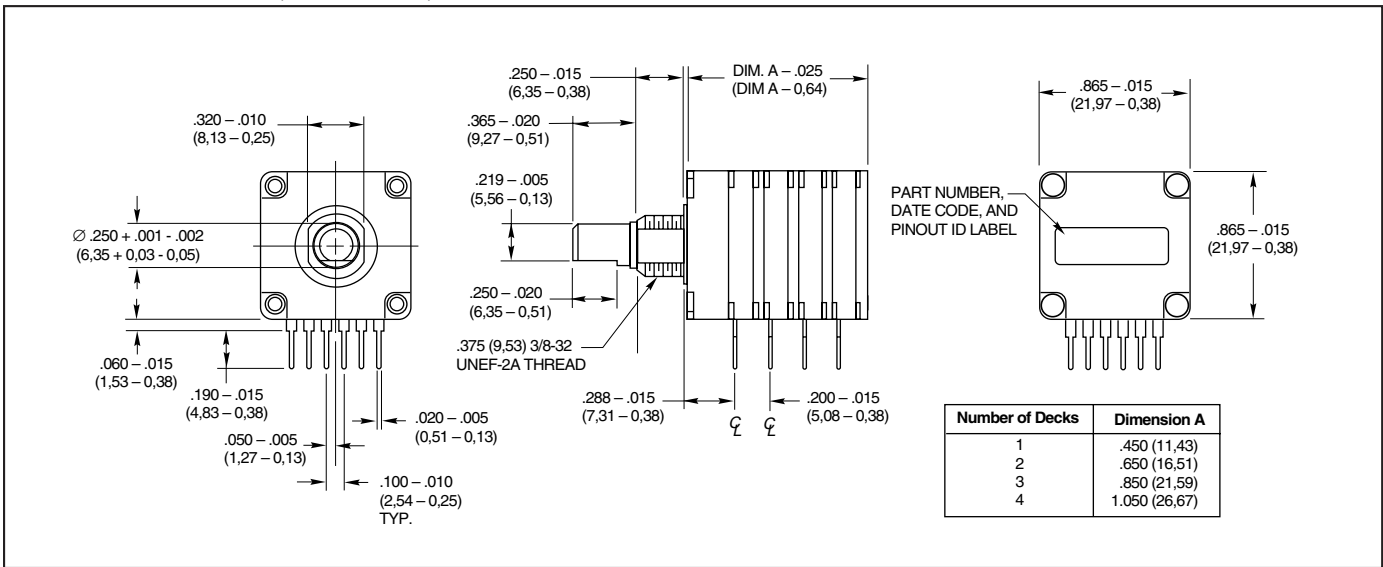 .320 – .010
(8,13 – 0,25)
Ø .250 + .001 - .002
(6,35 + 0,03 - 0,05)
.060 – .015
(1,53 – 0,38)
.190 – .015
(4,83 – 0,38)
.050 – .005
(1,27 – 0,13)
.020 – .005
(0,51 – 0,13)
.100 – .010
(2,54 – 0,25)
TYP.
.250 – .015
(6,35 – 0,38)
.365 – .020
(9,27 – 0,51)
.219 – .005
(5,56 – 0,13)
.250 – .020
(6,35 – 0,51)
.375 (9,53) 3/8-32
UNEF-2A THREAD
DIM. A – .025
(DIM A – 0,64)
.288 – .015
(7,31 – 0,38)
℄ ℄
.200 – .015
(5,08 – 0,38)
.865 – .015
(21,97 – 0,38)
PART NUMBER,
DATE CODE, AND
PINOUT ID LABEL
.865 – .015
(21,97 – 0,38)
Number of Decks Dimension A
1 .450 (11,43)
2 .650 (16,51)
3 .850 (21,59)
4 1.050 (26,67)